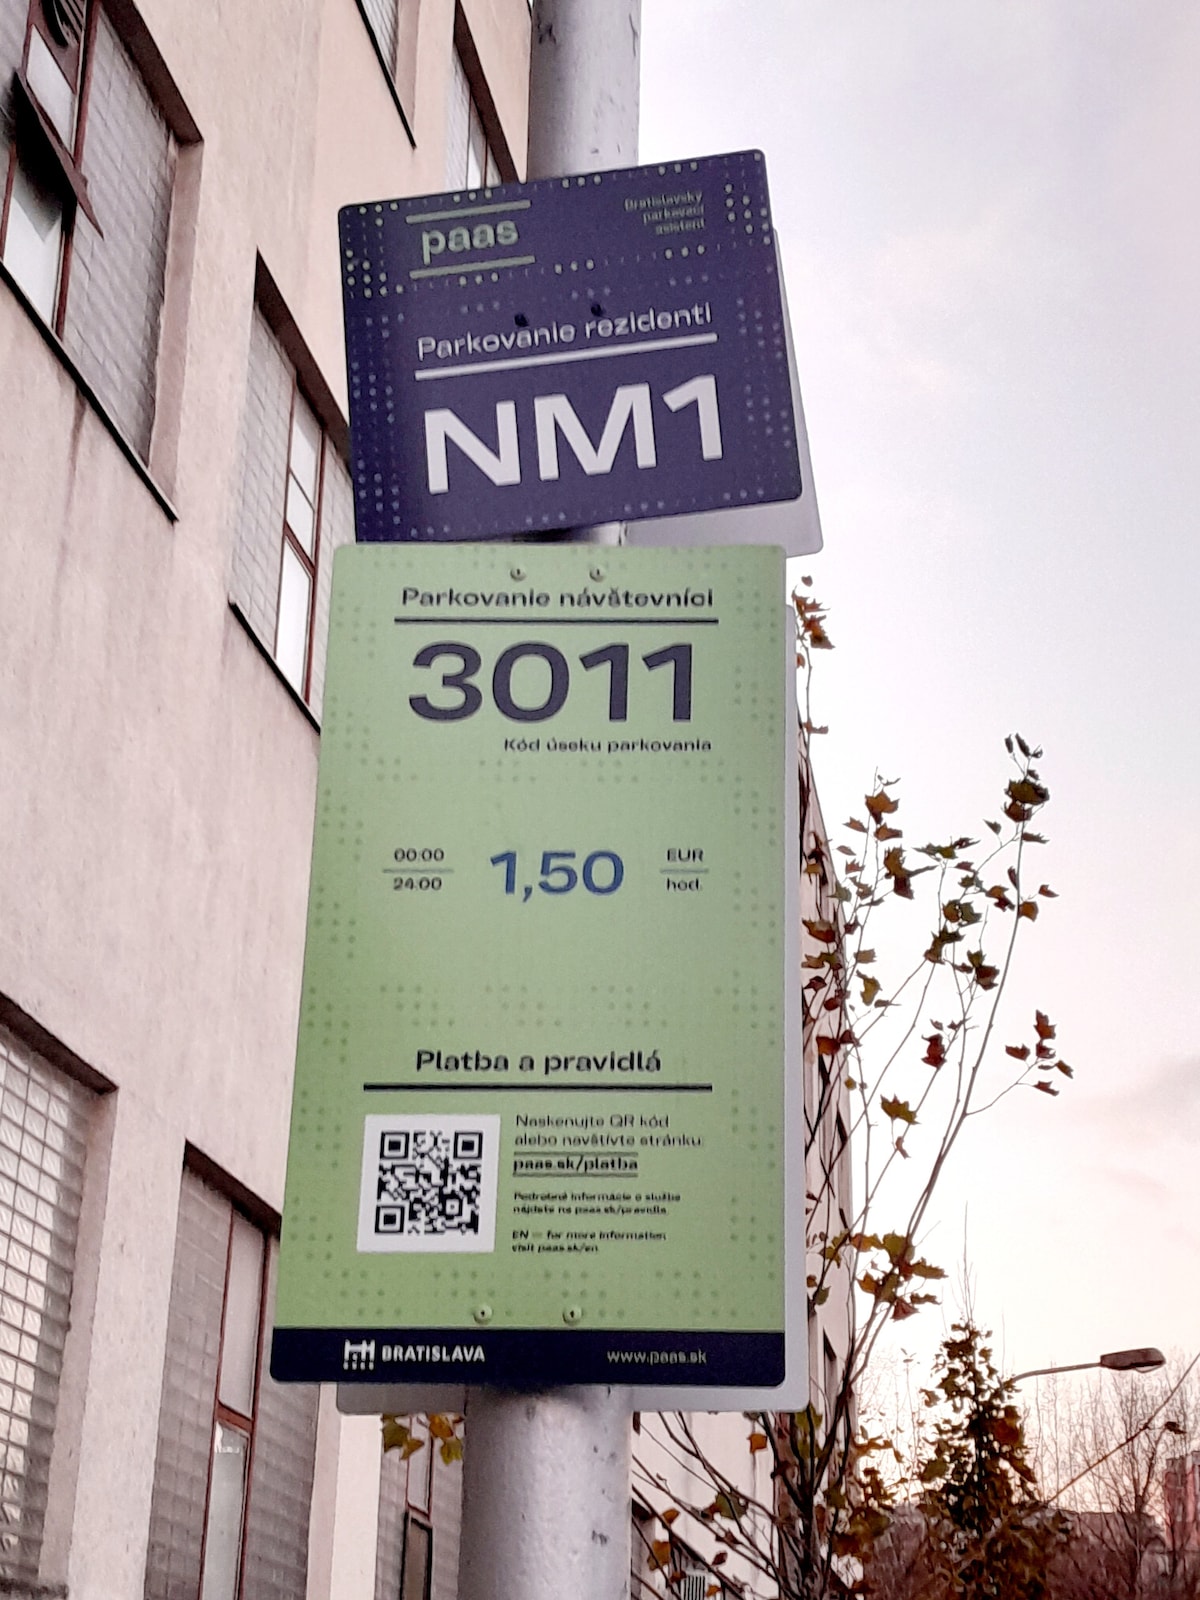 paas
Bratislavský
parkovací
asistent
Parkovanie rezidenti
NM1
Parkovanie návštevníci
3011
Kód úseku parkovania
00:00
24:00
1,50
EUR
hod.
Platba a pravidlá
Naskenujte QR kód
alebo navštívte stránku:
paas.sk/platba
Podrobné informácie o službe
nájdete na paas.sk/pravidla.
EN — for more information,
visit paas.sk/en.
BRATISLAVA
www.paas.sk